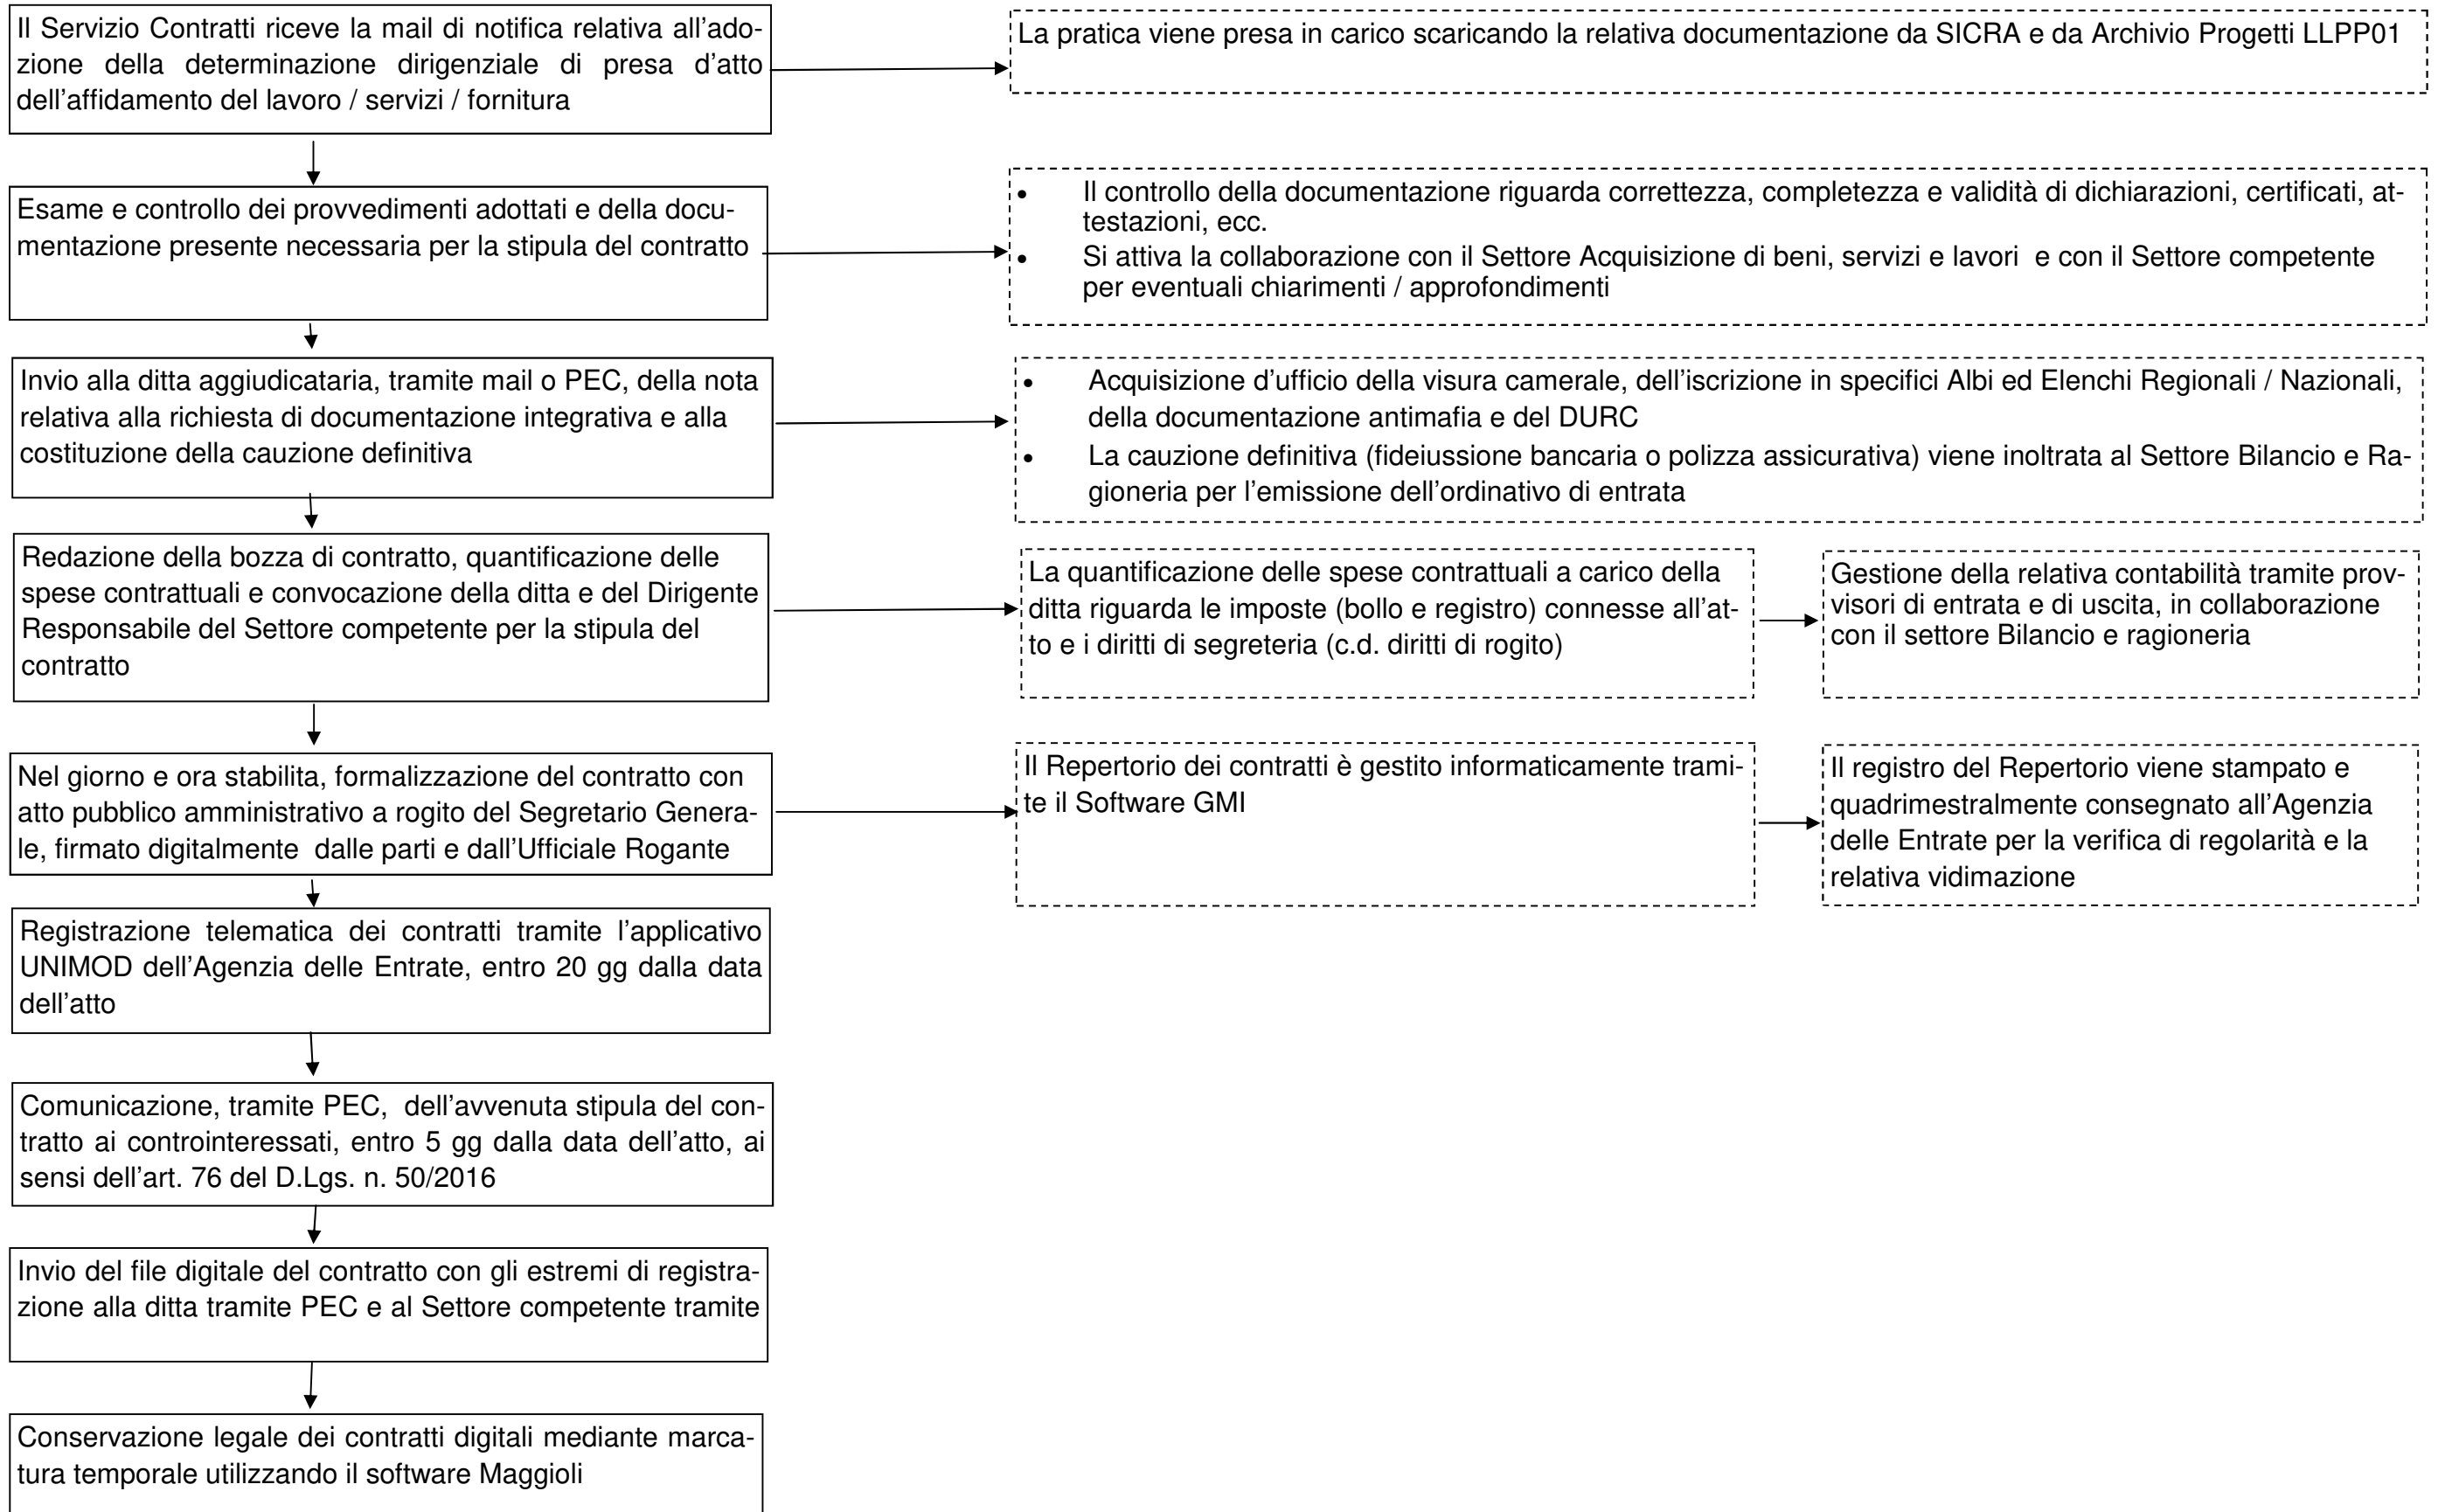 Il Servizio Contratti riceve la mail di notifica relativa all'ado-
zione della determinazione dirigenziale di presa d'atto
dell'affidamento del lavoro / servizi / fornitura
La pratica viene presa in carico scaricando la relativa documentazione da SICRA e da Archivio Progetti LLPP01
Esame e controllo dei provvedimenti adottati e della docu-
mentazione presente necessaria per la stipula del contratto
• Il controllo della documentazione riguarda correttezza, completezza e validità di dichiarazioni, certificati, at-
testazioni, ecc.
• Si attiva la collaborazione con il Settore Acquisizione di beni, servizi e lavori  e con il Settore competente
per eventuali chiarimenti / approfondimenti
Invio alla ditta aggiudicataria, tramite mail o PEC, della nota
relativa alla richiesta di documentazione integrativa e alla
costituzione della cauzione definitiva
• Acquisizione d'ufficio della visura camerale, dell'iscrizione in specifici Albi ed Elenchi Regionali / Nazionali,
della documentazione antimafia e del DURC
• La cauzione definitiva (fideiussione bancaria o polizza assicurativa) viene inoltrata al Settore Bilancio e Ra-
gioneria per l'emissione dell'ordinativo di entrata
Redazione della bozza di contratto, quantificazione delle
spese contrattuali e convocazione della ditta e del Dirigente
Responsabile del Settore competente per la stipula del
contratto
La quantificazione delle spese contrattuali a carico della
ditta riguarda le imposte (bollo e registro) connesse all'at-
to e i diritti di segreteria (c.d. diritti di rogito)
Gestione della relativa contabilità tramite prov-
visori di entrata e di uscita, in collaborazione
con il settore Bilancio e ragioneria
Nel giorno e ora stabilita, formalizzazione del contratto con
atto pubblico amministrativo a rogito del Segretario Genera-
le, firmato digitalmente  dalle parti e dall'Ufficiale Rogante
Il Repertorio dei contratti è gestito informaticamente trami-
te il Software GMI
Il registro del Repertorio viene stampato e
quadrimestralmente consegnato all'Agenzia
delle Entrate per la verifica di regolarità e la
relativa vidimazione
Registrazione telematica dei contratti tramite l'applicativo
UNIMOD dell'Agenzia delle Entrate, entro 20 gg dalla data
dell'atto
Comunicazione, tramite PEC,  dell'avvenuta stipula del con-
tratto ai controinteressati, entro 5 gg dalla data dell'atto, ai
sensi dell'art. 76 del D.Lgs. n. 50/2016
Invio del file digitale del contratto con gli estremi di registra-
zione alla ditta tramite PEC e al Settore competente tramite
Conservazione legale dei contratti digitali mediante marca-
tura temporale utilizzando il software Maggioli